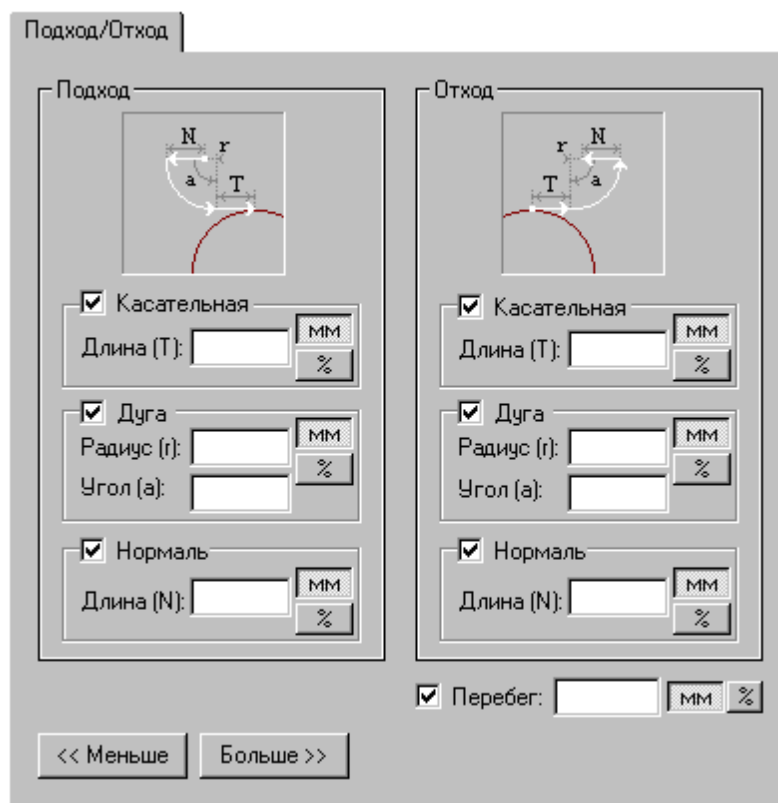 Подход/Отход
Подход
N
r
a
T
Касательная
Длина (T):
мм
%
Дуга
Радиус (r):
мм
Угол (a):
%
Нормаль
Длина (N):
мм
%
Отход
N
r
a
T
Касательная
Длина (T):
мм
%
Дуга
Радиус (r):
мм
Угол (a):
%
Нормаль
Длина (N):
мм
%
Перебег: мм %
<< Меньше Больше >>